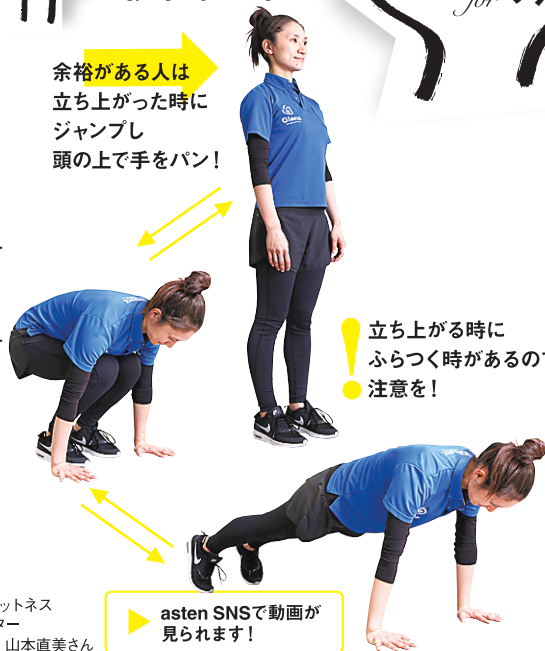 for
余裕がある人は
立ち上がった時に
ジャンプし
頭の上で手をパン！
立ち上がる時に
ふらつく時があるので
注意を！
asten SNSで動画が
見られます！
ットネス
ター
山本直美さん